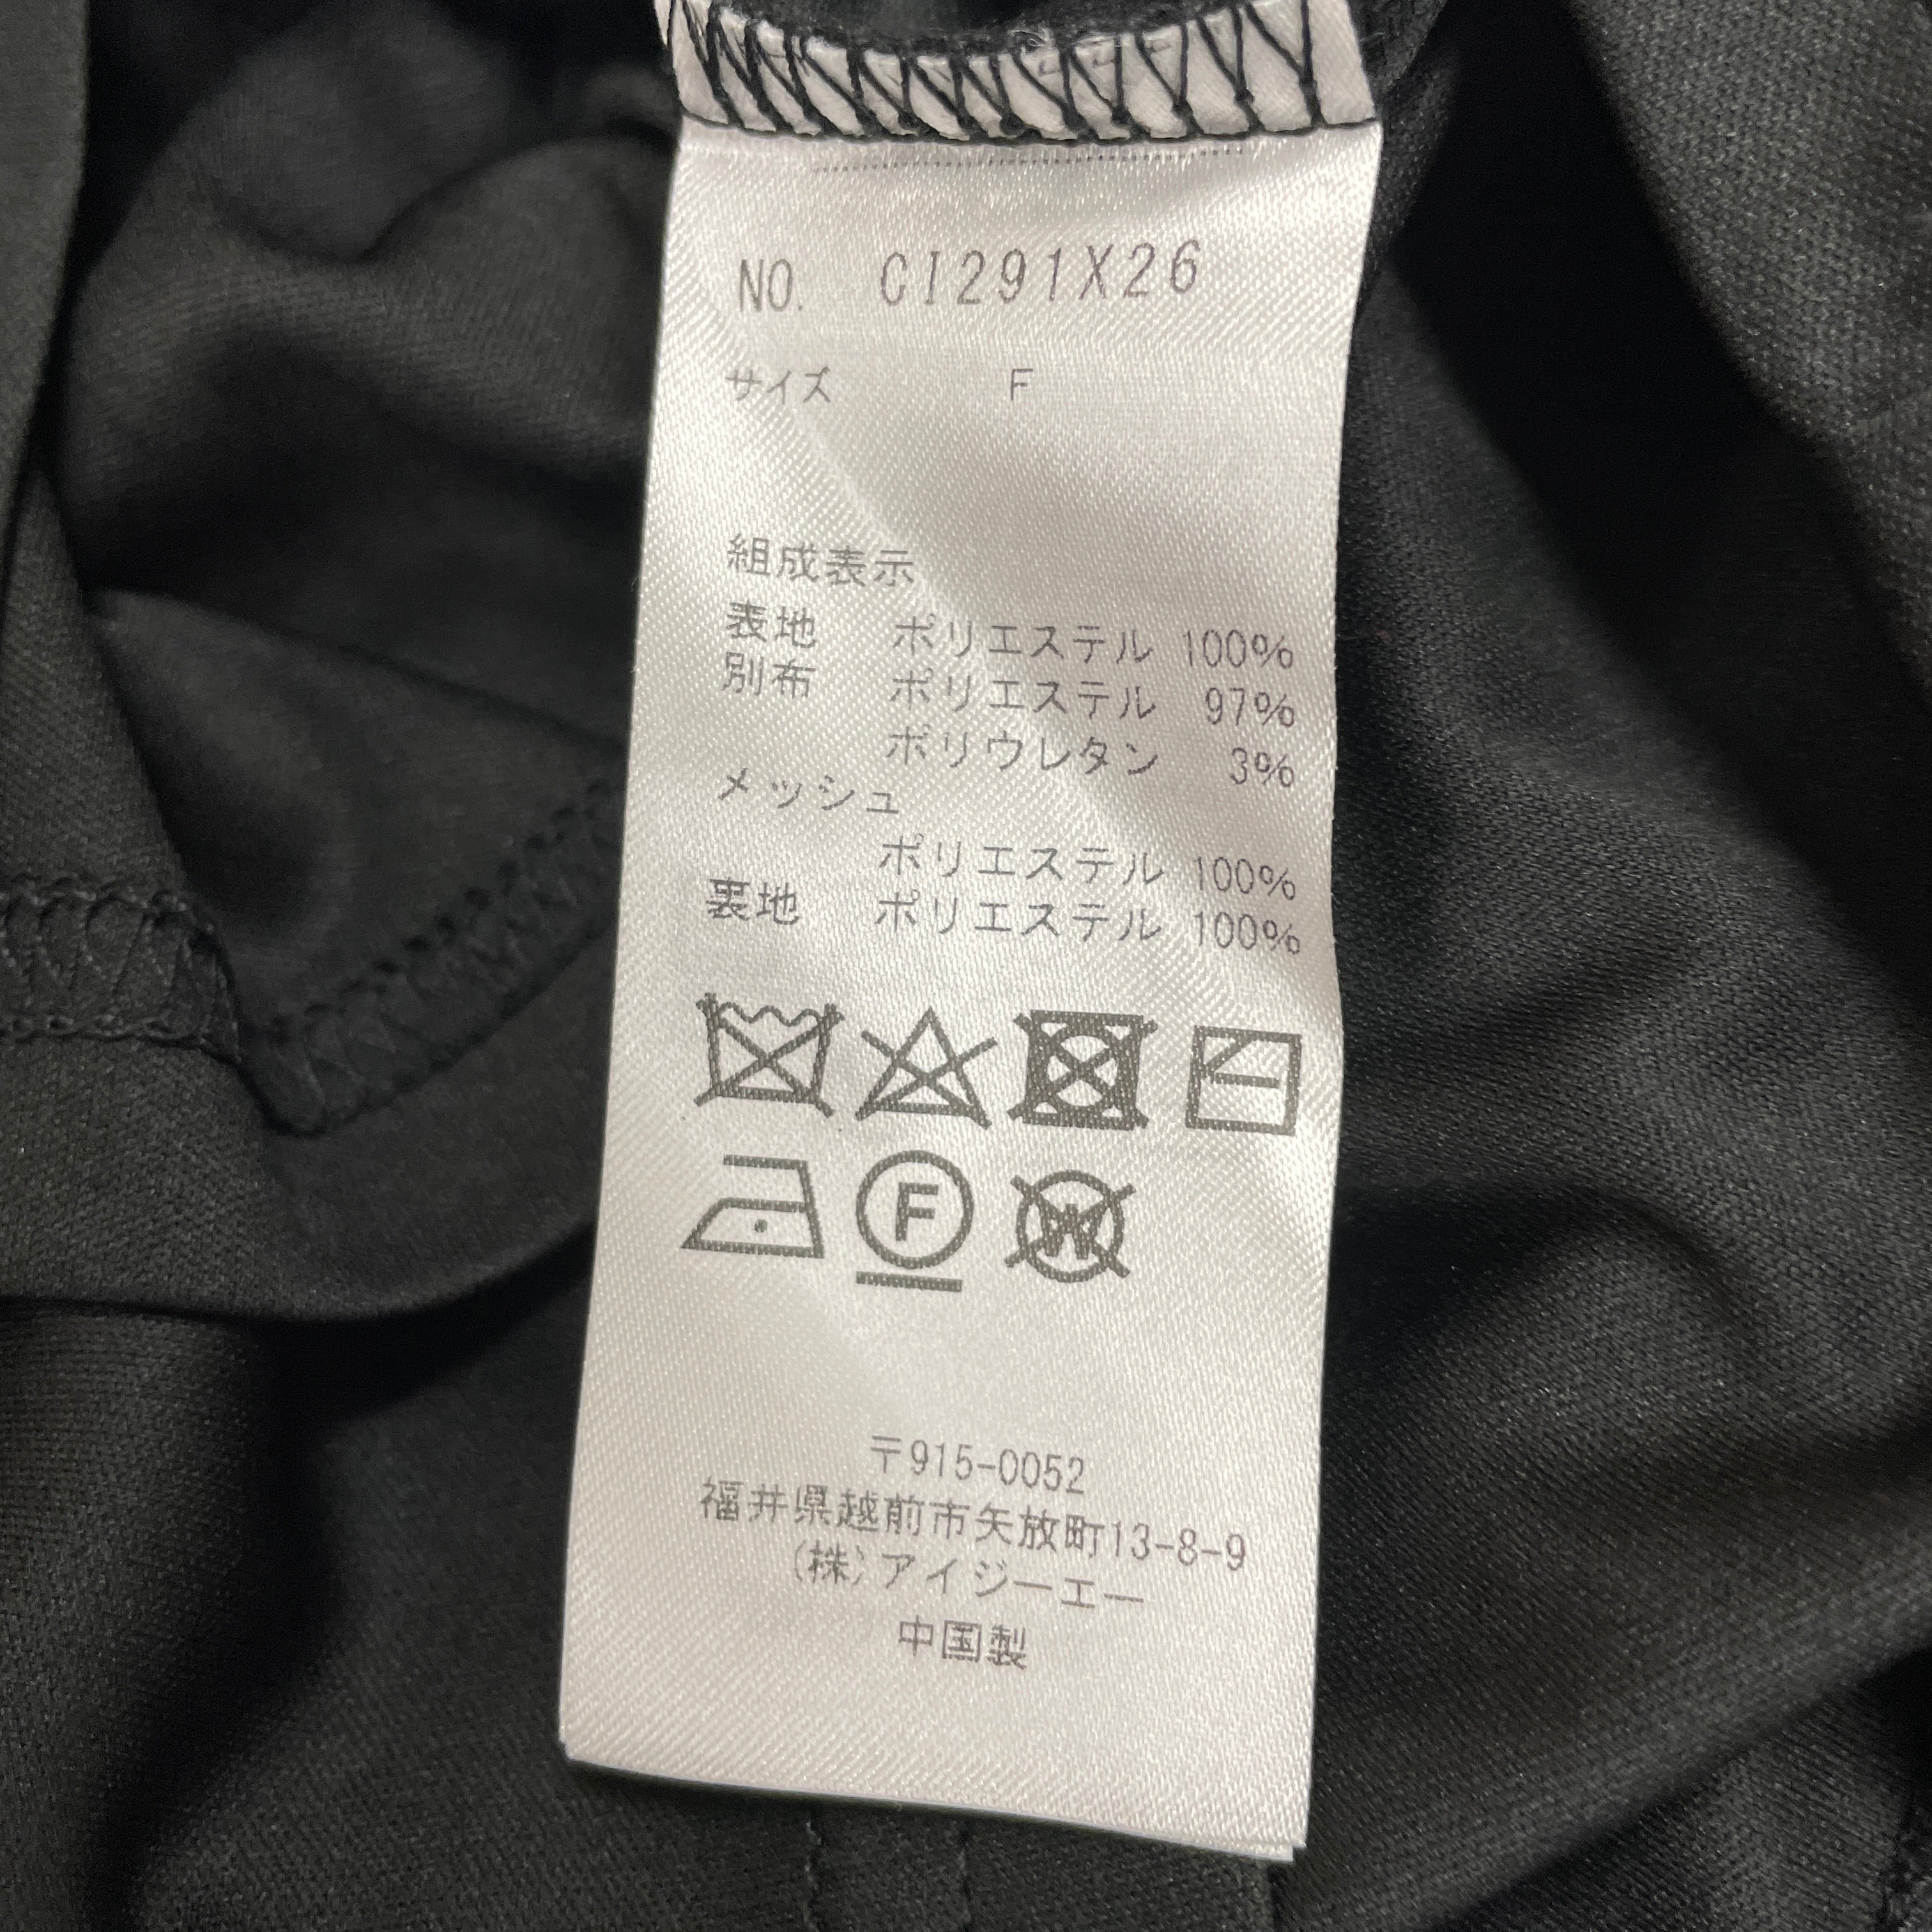 NO. CI291X26
サイズ F
組成表示
表地 ポリエステル 100%
別布 ポリエステル 97%
ポリウレタン 3%
メッシュ
ポリエステル 100%
裏地 ポリエステル 100%
F W
〒915-0052
福井県越前市矢放町13-8-9
(株)アイジーエー
中国製